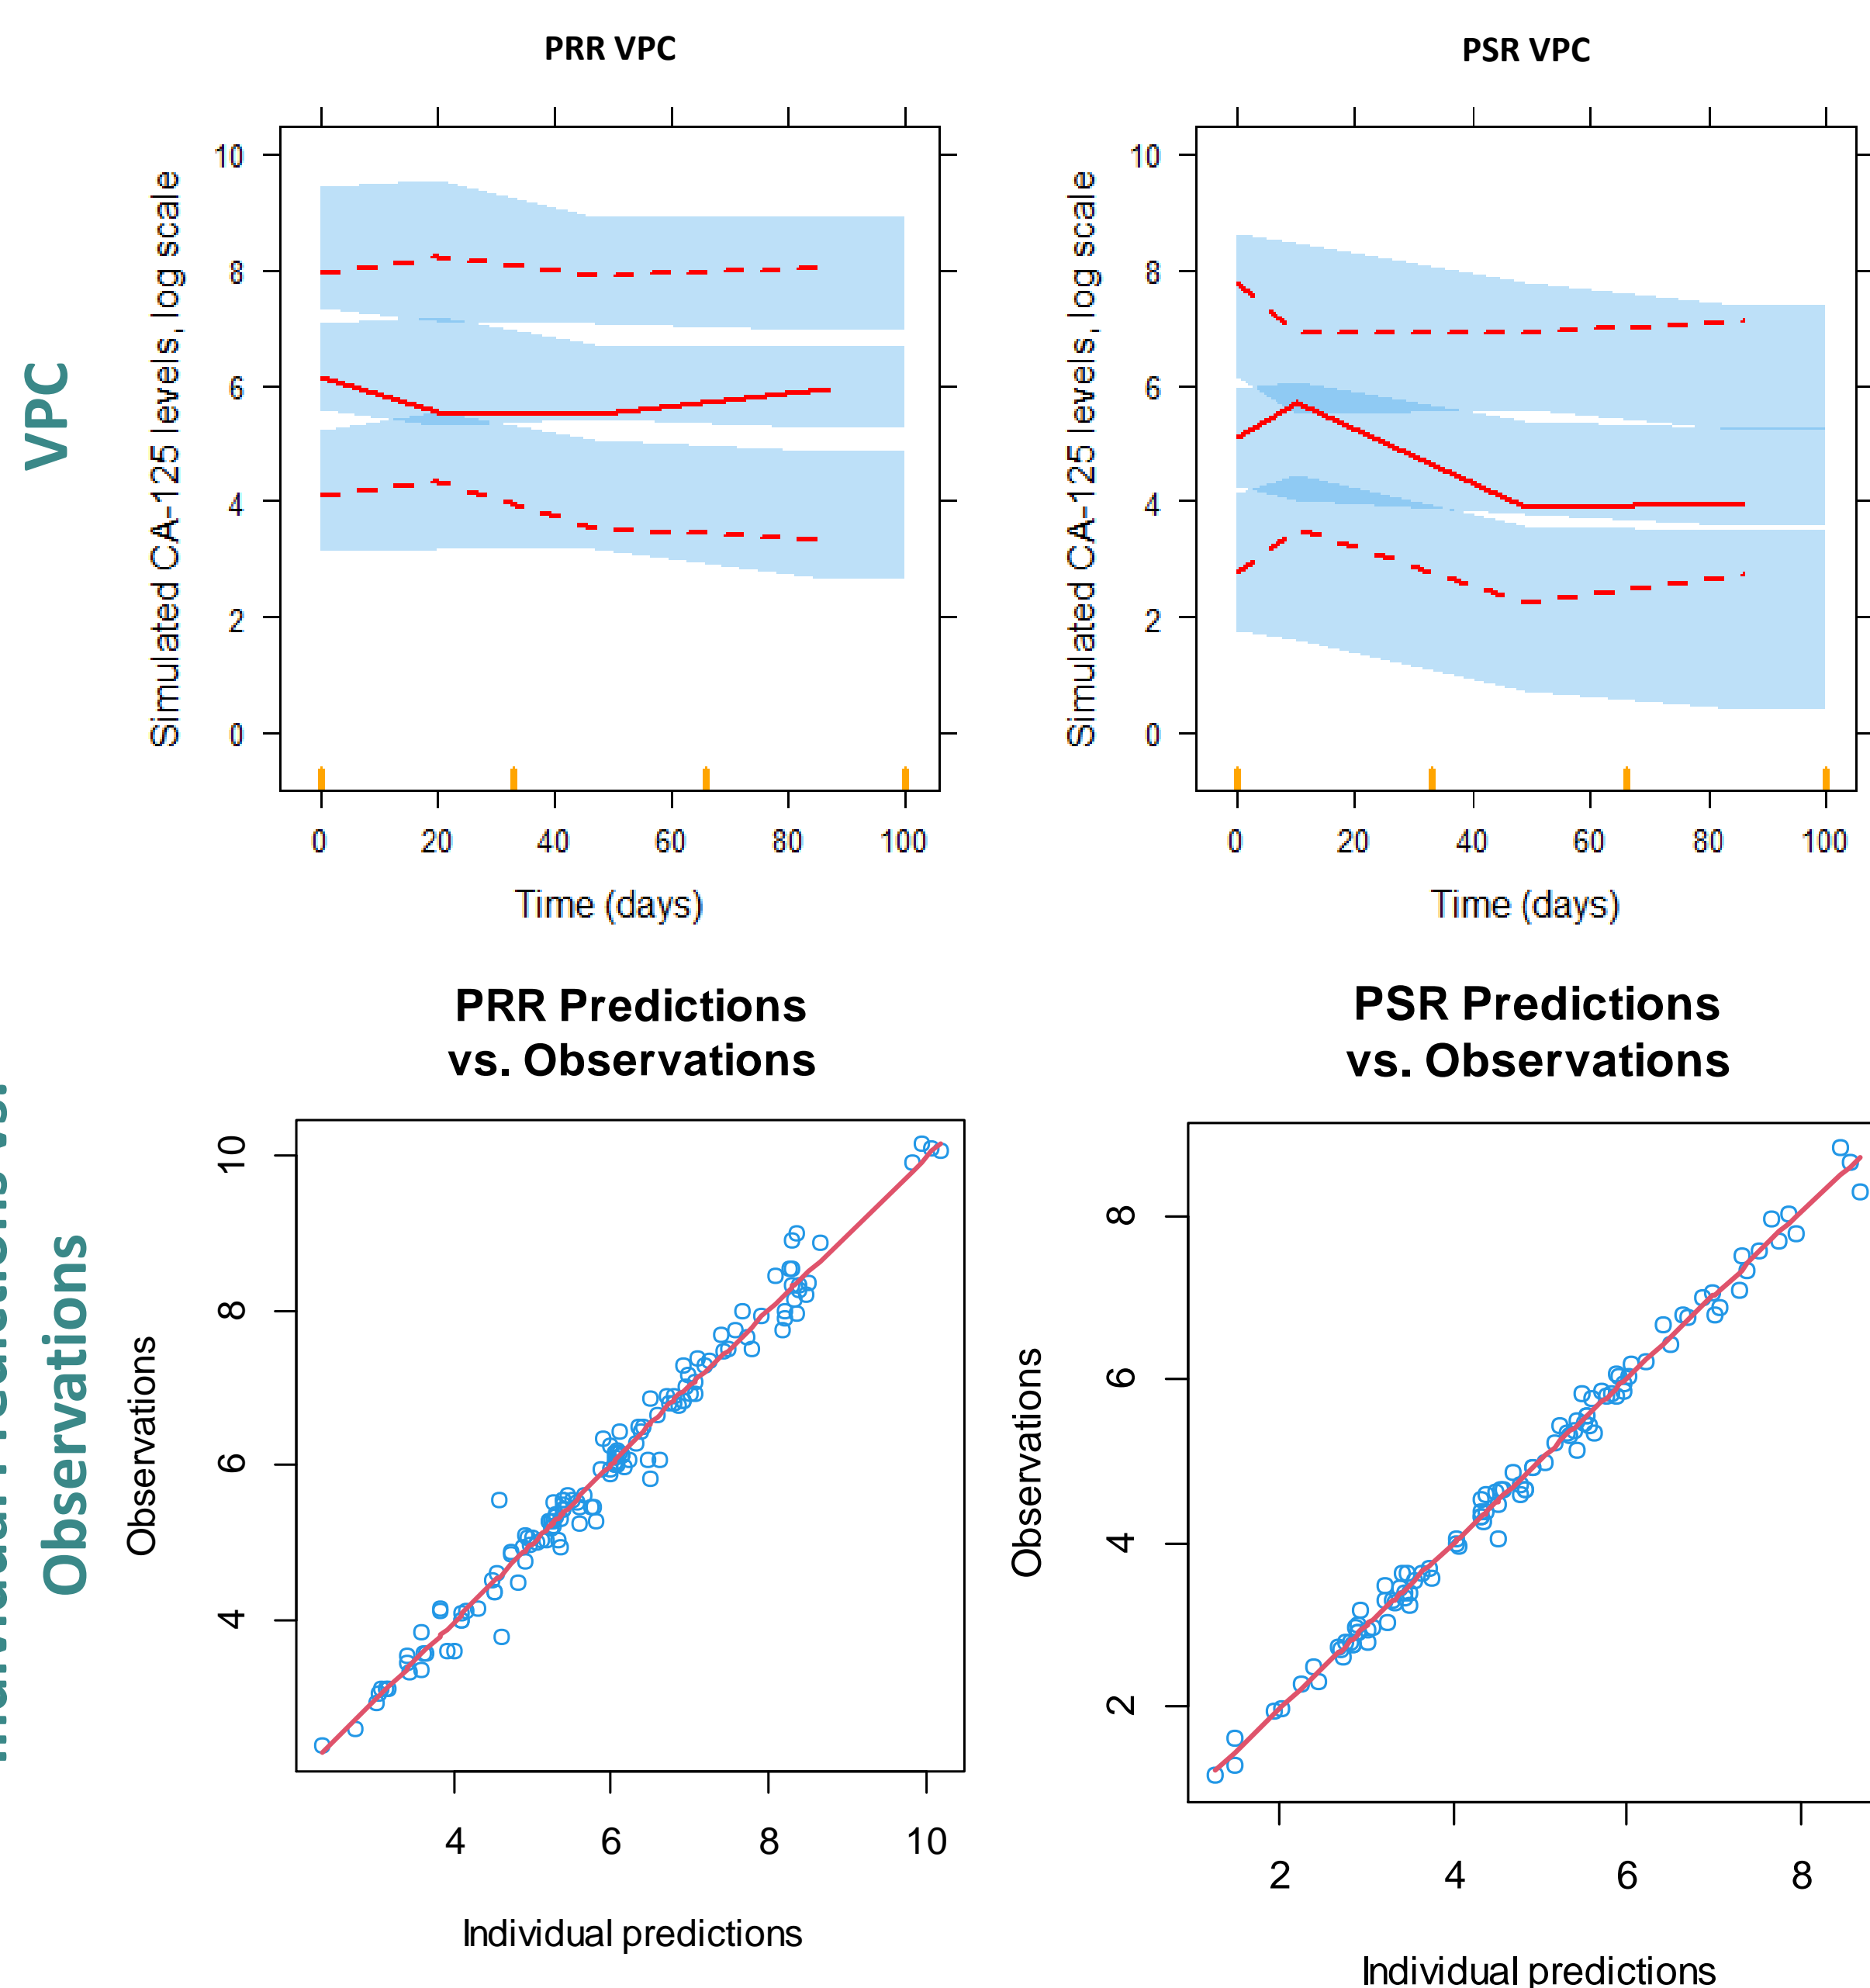 PRR VPC
PSR VPC
VPC
Simulated CA-125 levels, log scale
10
8
6
4
2
0
0 20 40 60 80 100
Time (days)
Simulated CA-125 levels, log scale
10
8
6
4
2
0
0 20 40 60 80 100
Time (days)
Observations
PRR Predictions
vs. Observations
Observations
10
8
6
4
4 6 8 10
Individual predictions
PSR Predictions
vs. Observations
Observations
8
6
4
2
2 4 6 8
Individual predictions